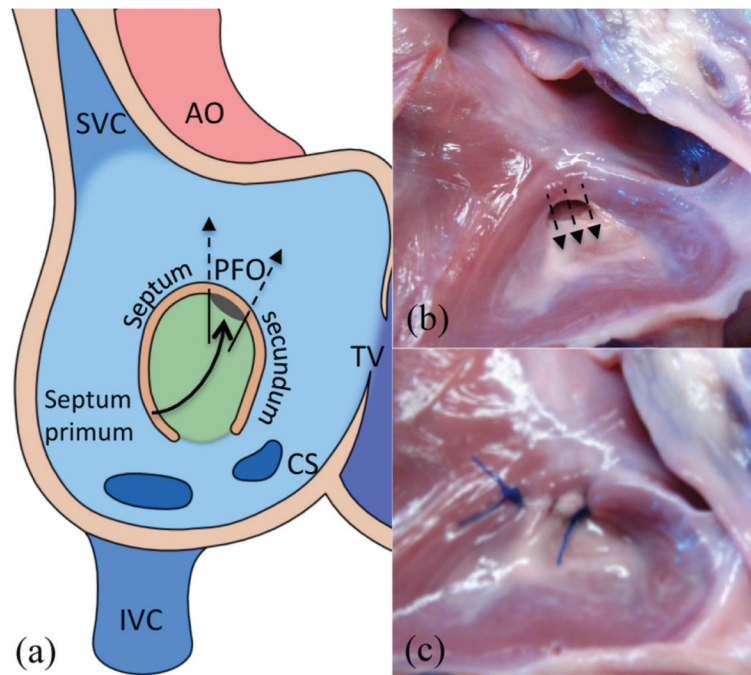 SVC
AO
PFO
Septum
secundum
TV
Septum
primum
CS
IVC
(a)
(b)
(c)